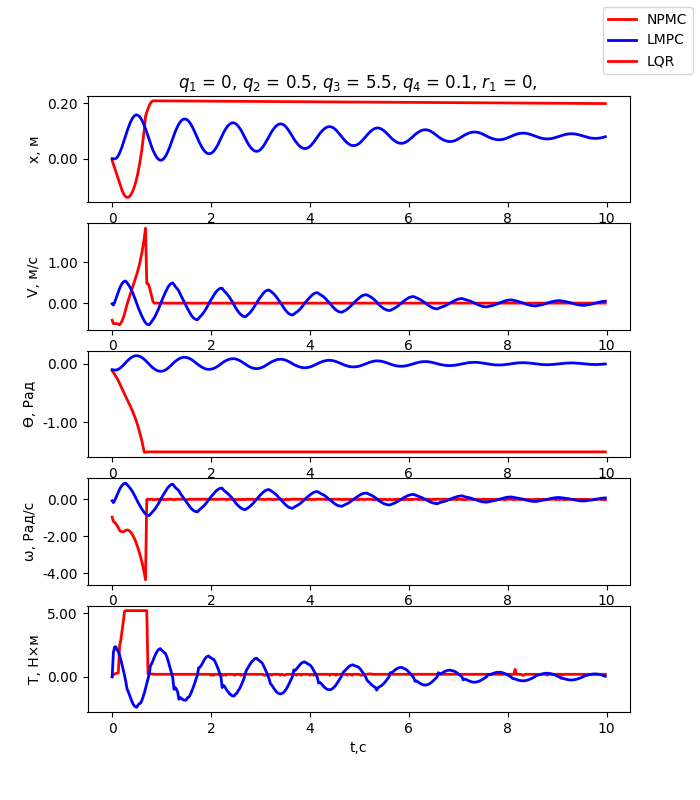 NPMC
LMPC
LQR
q1 = 0, q2 = 0.5, q3 = 5.5, q4 = 0.1, r1 = 0,
0.20
0.00
x, м
0 2 4 6 8 10
1.00
0.00
V, м/с
0 2 4 6 8 10
0.00
-1.00
Θ, Рад
0 2 4 6 8 10
0.00
-2.00
-4.00
ω, Рад/с
0 2 4 6 8 10
5.00
0.00
T, Н×м
0 2 4 6 8 10
t,c